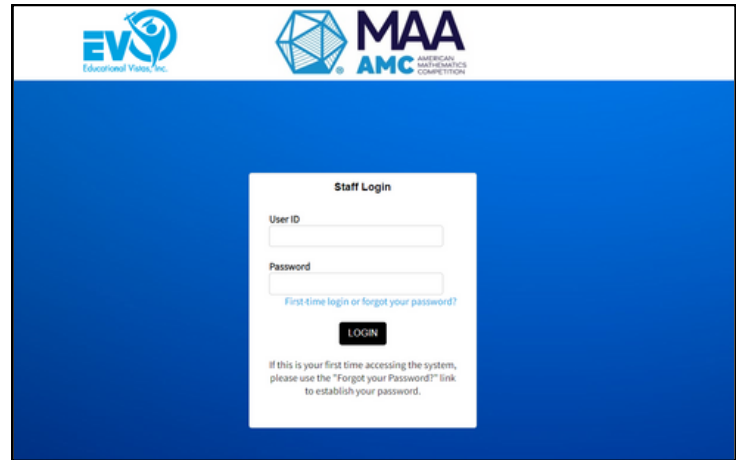 EVO
Educational Vistas, Inc.
MAA
AMC
AMERICAN
MATHEMATICS
COMPETITION
®
Staff Login
User ID
Password
First-time login or forgot your password?
LOGIN
If this is your first time accessing the system,
please use the "Forgot your Password?" link
to establish your password.